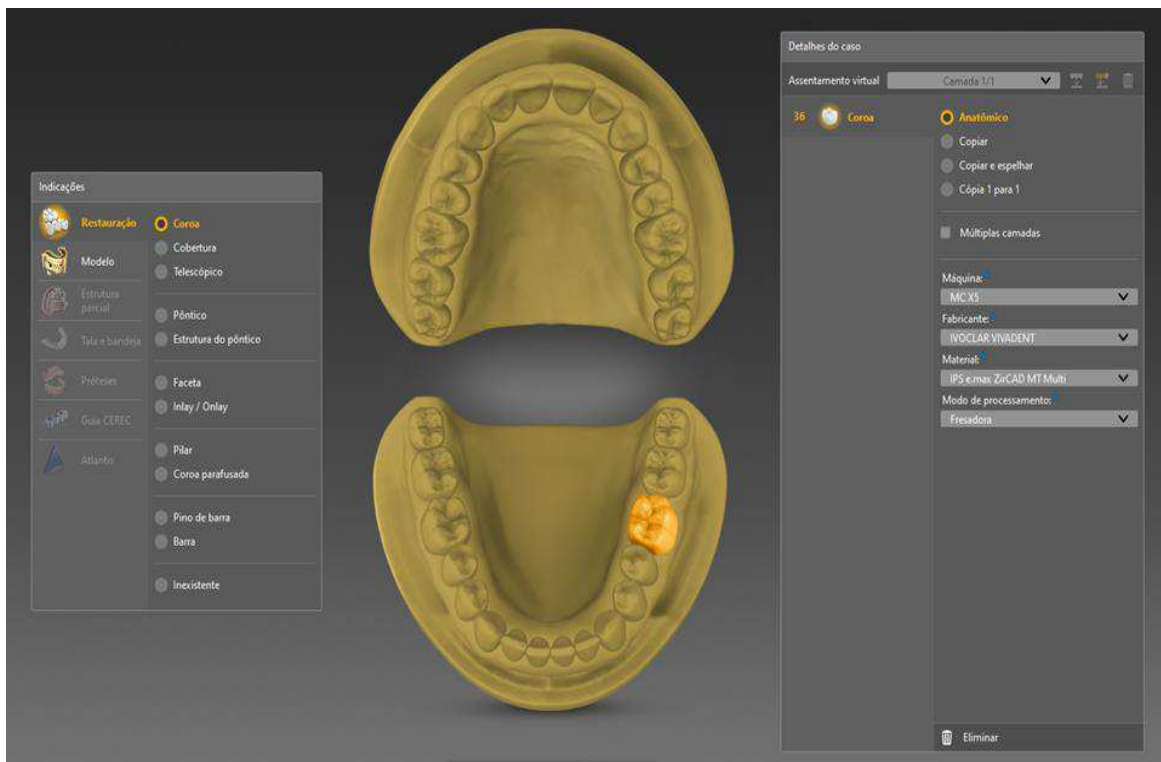 Indicações
Restauração
Modelo
Estrutura
parcial
Tala e bandeja
Próteses
Guia CEREC
Atlantis
Coroa
Cobertura
Telescópico
Pôntico
Estrutura do pôntico
Faceta
Inlay / Onlay
Pilar
Coroa parafusada
Pino de barra
Barra
Inexistente
Detalhes do caso
Assentamento virtual
Camada 1/1
36 Coroa
Anatômico
Copiar
Copiar e espelhar
Cópia 1 para 1
Múltiplas camadas
Máquina:
MC X5
Fabricante:
IVOCLAR VIVADENT
Material:
IPS e.max ZirCAD MT Multi
Modo de processamento:
Fresadora
Eliminar